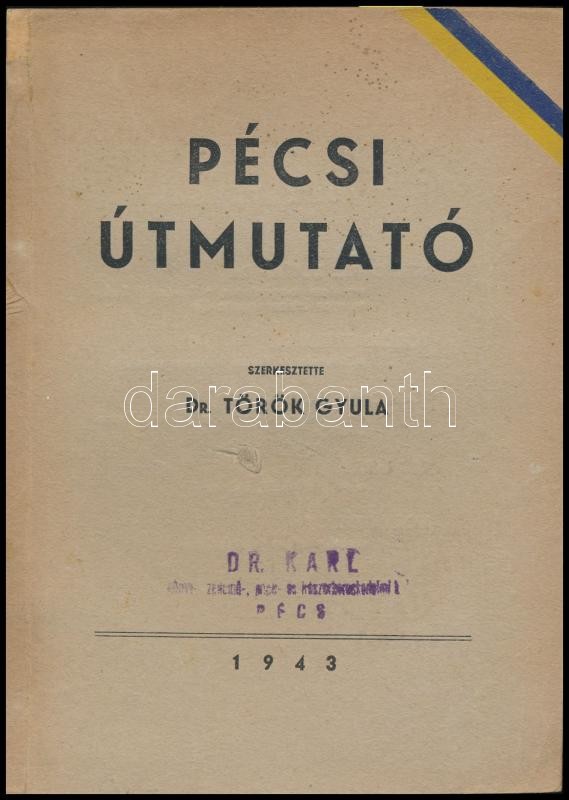 PÉCSI
ÚTMUTATÓ
SZERKESZTETTE
darabanth
DR. TÖRÖK GYULA
DR. KARL
PÉCS
1943